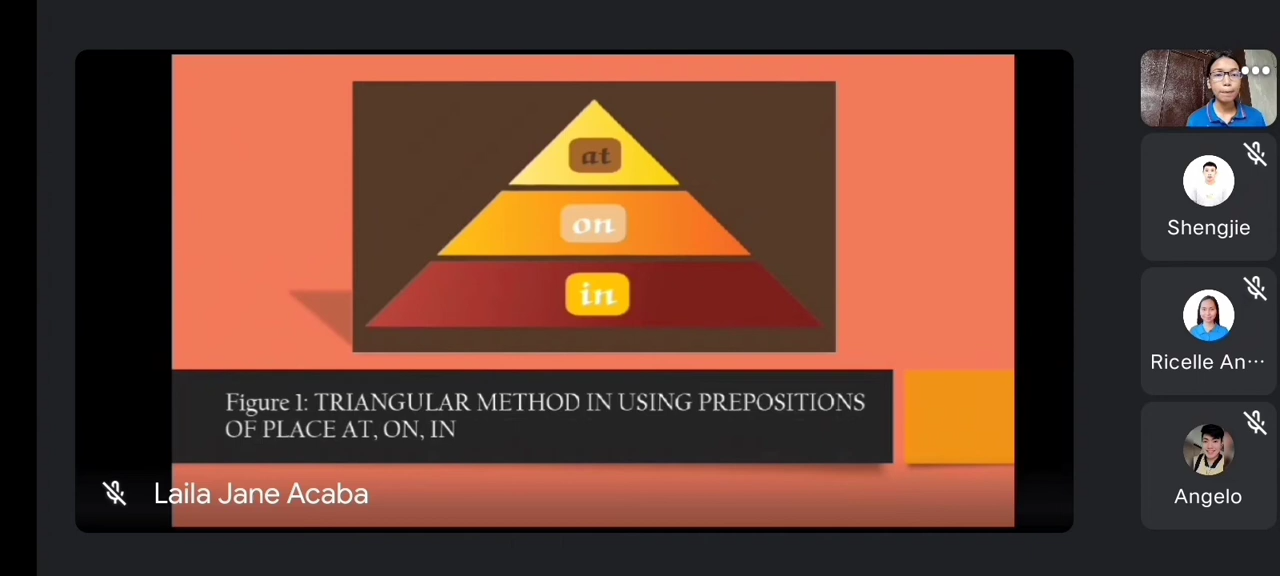 at
on
in
Figure 1: TRIANGULAR METHOD IN USING PREPOSITIONS
OF PLACE AT, ON, IN
Laila Jane Acaba
Shengjie
Ricelle An···
Angelo